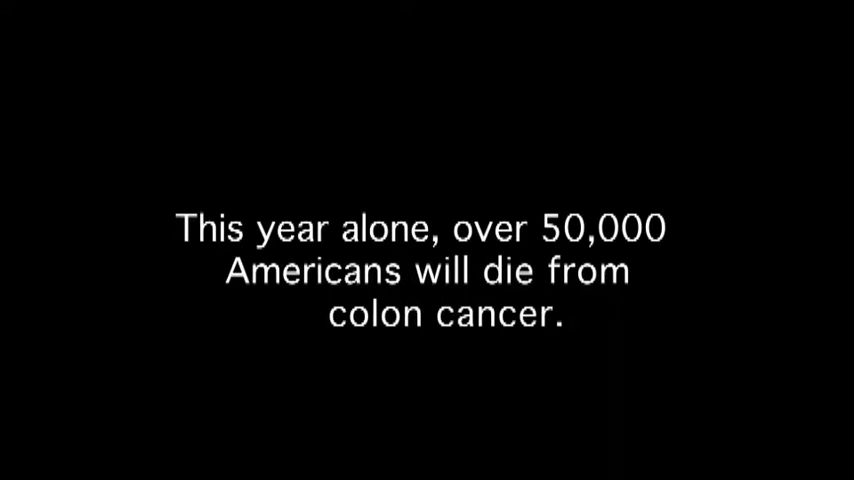 This year alone, over 50,000
Americans will die from
colon cancer.